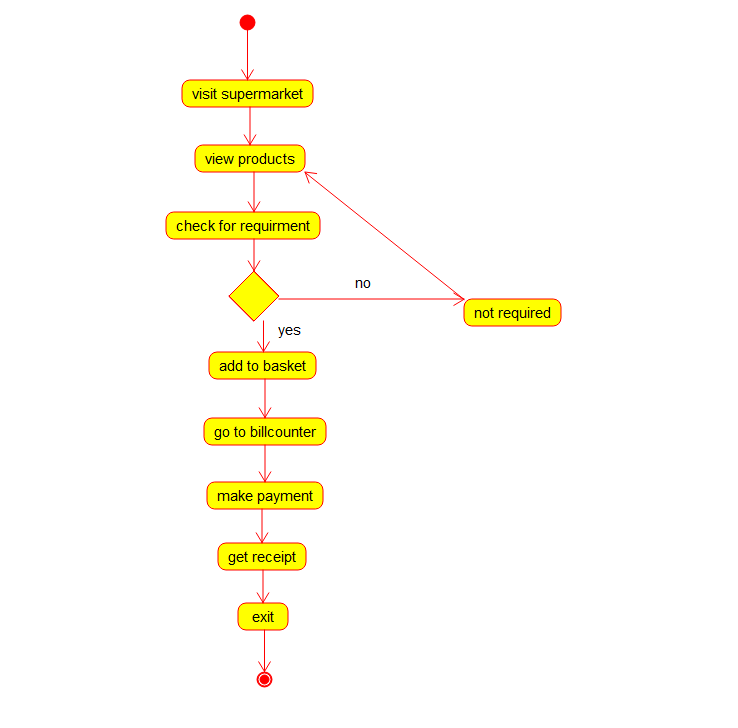 visit supermarket
view products
check for requirment
no
not required
yes
add to basket
go to billcounter
make payment
get receipt
exit